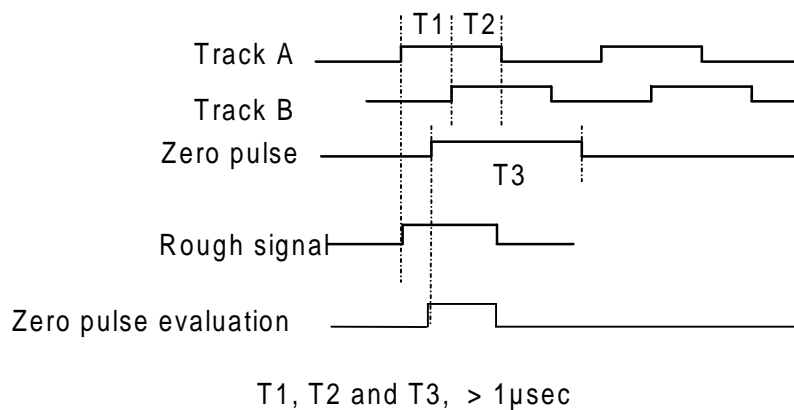 T1 T2
Track A
Track B
Zero pulse
T3
Rough signal
Zero pulse evaluation
T1, T2 and T3, > 1µsec